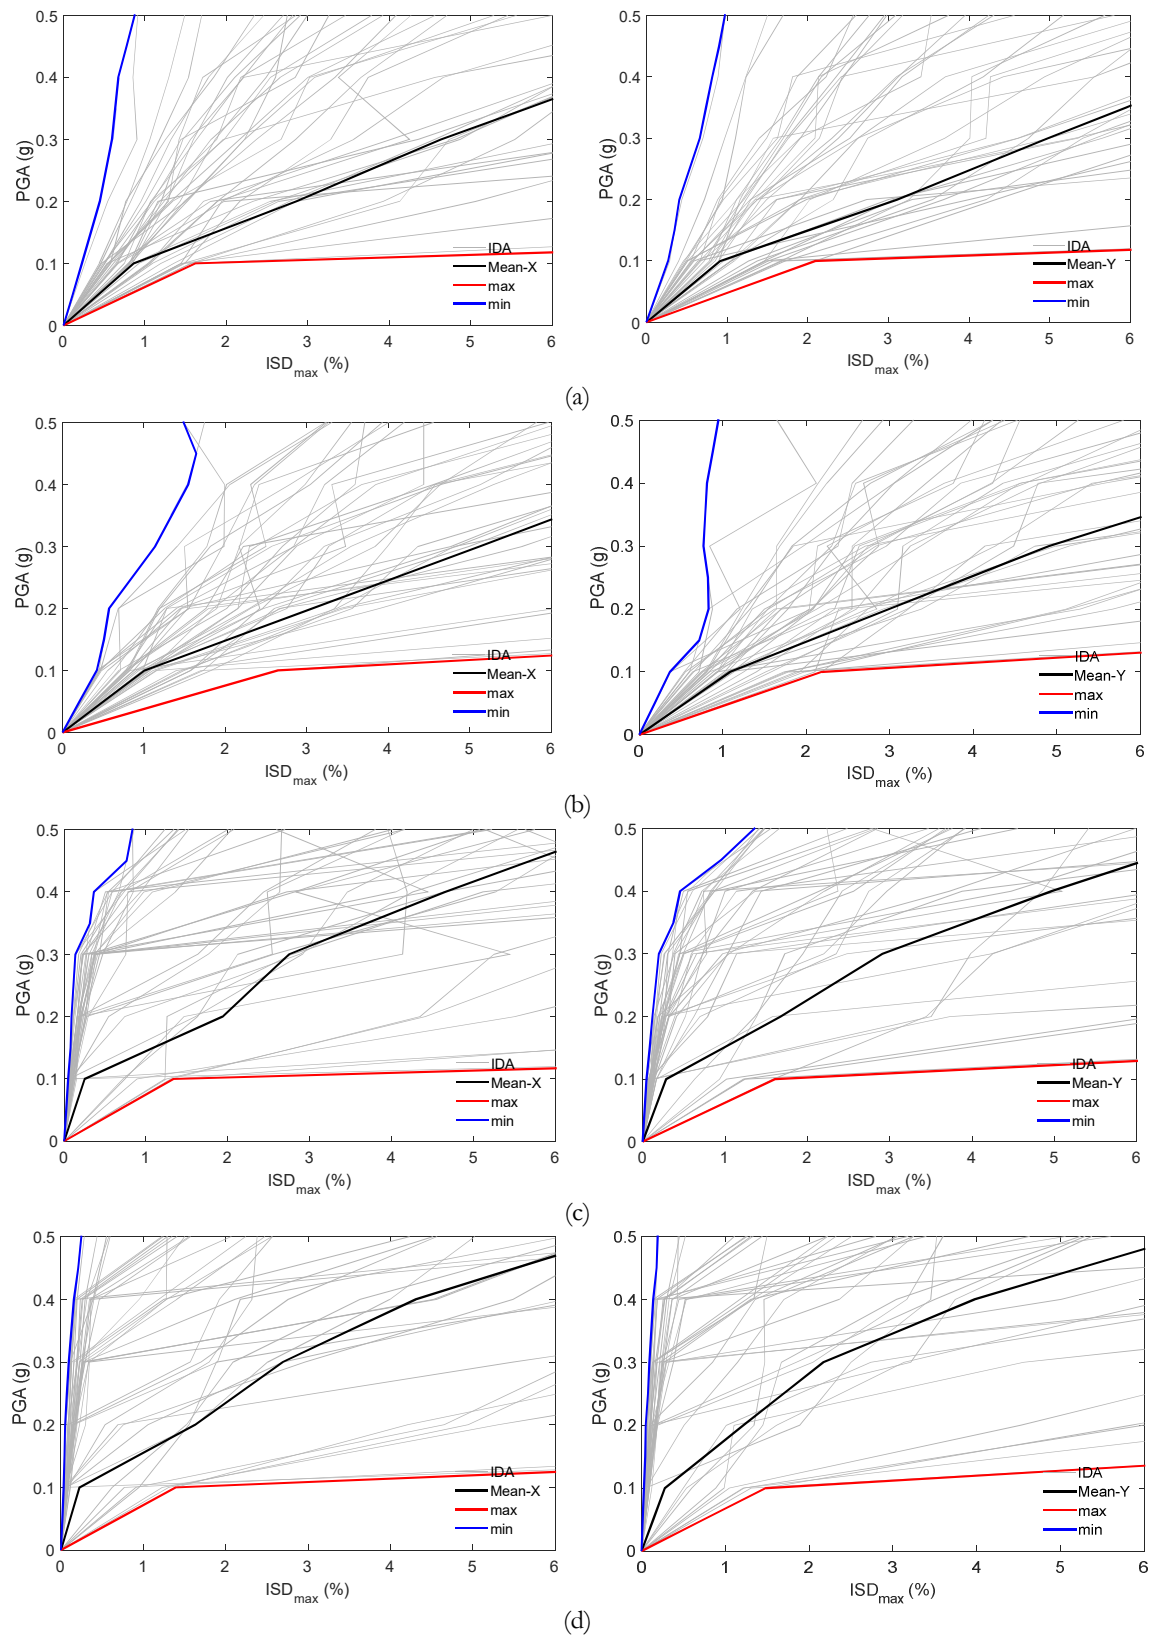 0.5
0.4
0.3
0.2
0.1
0
PGA (g)
0 1 2 3 4 5 6
ISDmax (%)
IDA
Mean-X
max
min
0.5
0.4
0.3
0.2
0.1
0
PGA (g)
0 1 2 3 4 5 6
ISDmax (%)
IDA
Mean-Y
max
min
(a)
0.5
0.4
0.3
0.2
0.1
0
PGA (g)
0 1 2 3 4 5 6
ISDmax (%)
IDA
Mean-X
max
min
0.5
0.4
0.3
0.2
0.1
0
PGA (g)
0 1 2 3 4 5 6
ISDmax (%)
IDA
Mean-Y
max
min
(b)
0.5
0.4
0.3
0.2
0.1
0
PGA (g)
0 1 2 3 4 5 6
ISDmax (%)
IDA
Mean-X
max
min
0.5
0.4
0.3
0.2
0.1
0
PGA (g)
0 1 2 3 4 5 6
ISDmax (%)
IDA
Mean-Y
max
min
(c)
0.5
0.4
0.3
0.2
0.1
0
PGA (g)
0 1 2 3 4 5 6
ISDmax (%)
IDA
Mean-X
max
min
0.5
0.4
0.3
0.2
0.1
0
PGA (g)
0 1 2 3 4 5 6
ISDmax (%)
IDA
Mean-Y
max
min
(d)